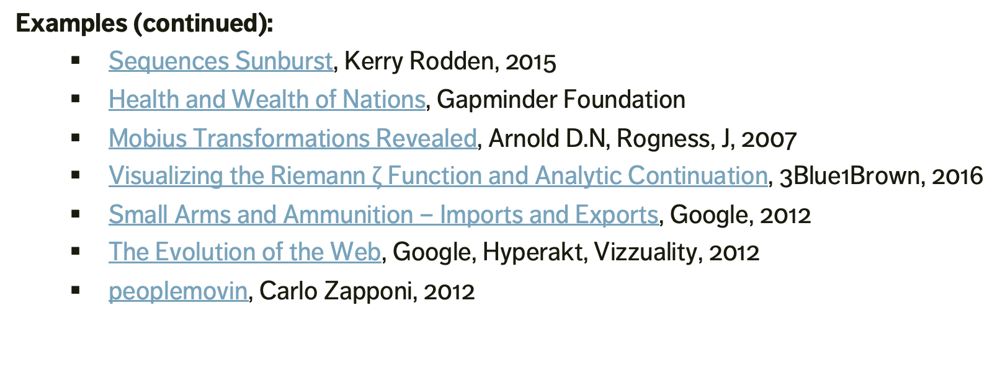 Examples (continued):
▪ Sequences Sunburst, Kerry Rodden, 2015
▪ Health and Wealth of Nations, Gapminder Foundation
▪ Mobius Transformations Revealed, Arnold D.N, Rogness, J, 2007
▪ Visualizing the Riemann ζ Function and Analytic Continuation, 3Blue1Brown, 2016
▪ Small Arms and Ammunition – Imports and Exports, Google, 2012
▪ The Evolution of the Web, Google, Hyperakt, Vizzuality, 2012
▪ peoplemovin, Carlo Zapponi, 2012